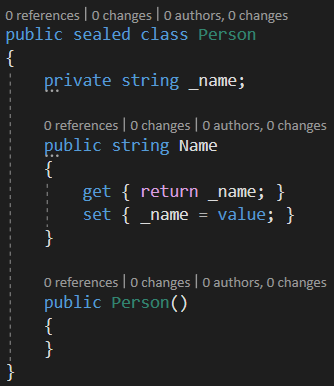 0 references | 0 changes | 0 authors, 0 changes
public sealed class Person
{
private string _name;
0 references | 0 changes | 0 authors, 0 changes
public string Name
{
get { return _name; }
set { _name = value; }
}
0 references | 0 changes | 0 authors, 0 changes
public Person()
{
}
}